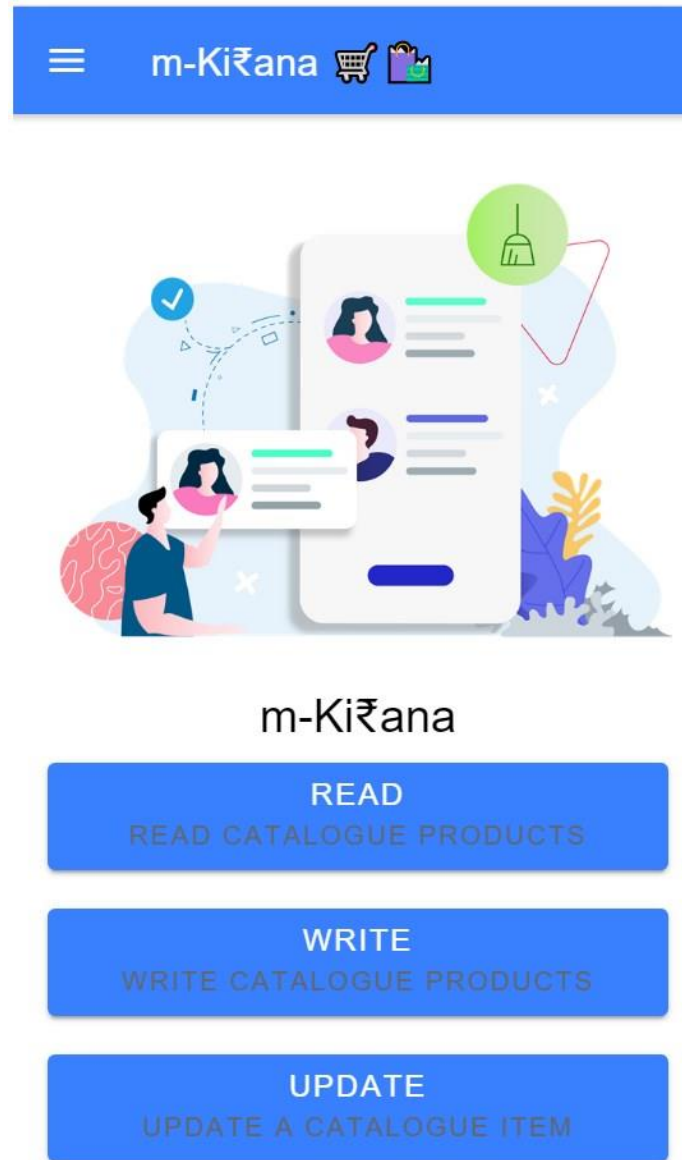 m-Ki₹ana 🛒 🛍️
m-Ki₹ana
READ
READ CATALOGUE PRODUCTS
WRITE
WRITE CATALOGUE PRODUCTS
UPDATE
UPDATE A CATALOGUE ITEM